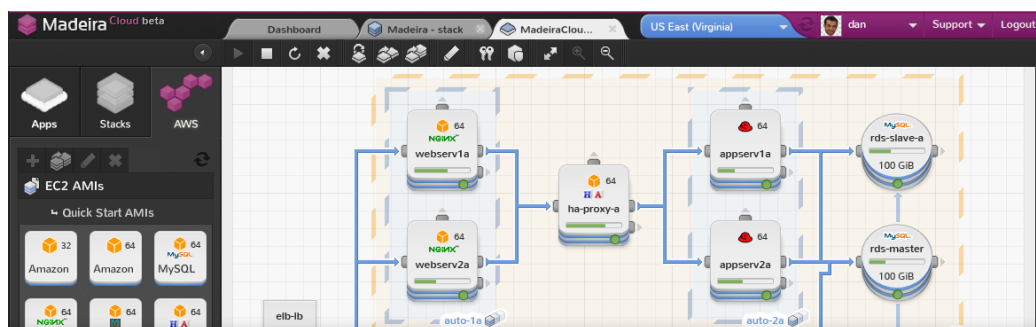 Madeira Cloud beta
Dashboard
Madeira - stack
MadeiraClou...
US East (Virginia)
dan
Support
Logout
Apps
Stacks
AWS
EC2 AMIs
Quick Start AMIs
32
Amazon
64
Amazon
64
MySQL
MySQL
64
NGINX
64
64
H A
64
NGINX
webserv1a
64
NGINX
webserv2a
auto-1a
elb-lb
64
H A
ha-proxy-a
64
appserv1a
64
appserv2a
auto-2a
MySQL
rds-slave-a
100 GiB
MySQL
rds-master
100 GiB